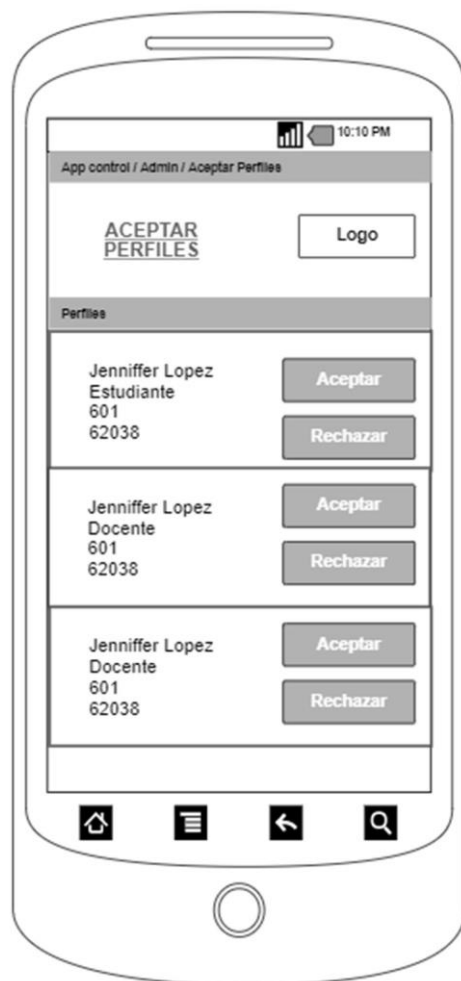 10:10 PM
App control / Admin / Aceptar Perfiles
ACEPTAR
PERFILES
Logo
Perfiles
Jenniffer Lopez
Estudiante
601
62038
Aceptar
Rechazar
Jenniffer Lopez
Docente
601
62038
Aceptar
Rechazar
Jenniffer Lopez
Docente
601
62038
Aceptar
Rechazar